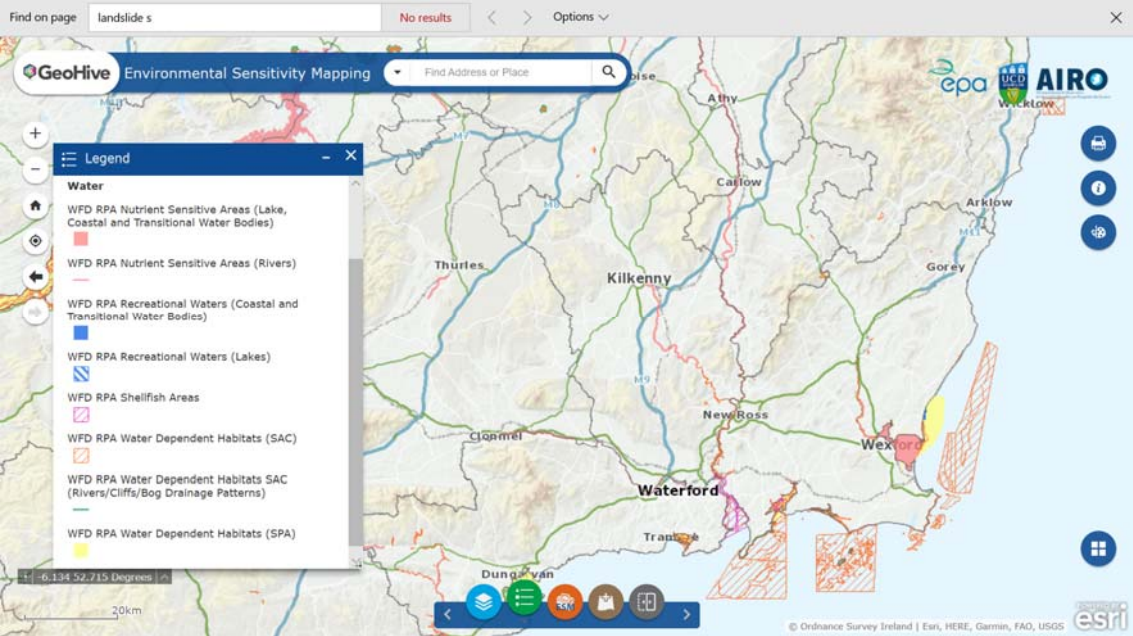 Find on page
landslide s
No results
Options
GeoHive
Environmental Sensitivity Mapping
Find Address or Place
epa
UCD
AIRO
Athy
Wicklow
M7
Legend
Water
WFD RPA Nutrient Sensitive Areas (Lake,
Coastal and Transitional Water Bodies)
WFD RPA Nutrient Sensitive Areas (Rivers)
WFD RPA Recreational Waters (Coastal and
Transitional Water Bodies)
WFD RPA Recreational Waters (Lakes)
WFD RPA Shellfish Areas
WFD RPA Water Dependent Habitats (SAC)
WFD RPA Water Dependent Habitats SAC
(Rivers/Cliffs/Bog Drainage Patterns)
WFD RPA Water Dependent Habitats (SPA)
Carlow
M8
Arklow
M11
Thurles
Kilkenny
Gorey
M9
New Ross
Clonmel
Wexford
Waterford
Tramore
Dungarvan
-6.134 52.715 Degrees
20km
ESM
© Ordnance Survey Ireland | Esri, HERE, Garmin, FAO, USGS
esri